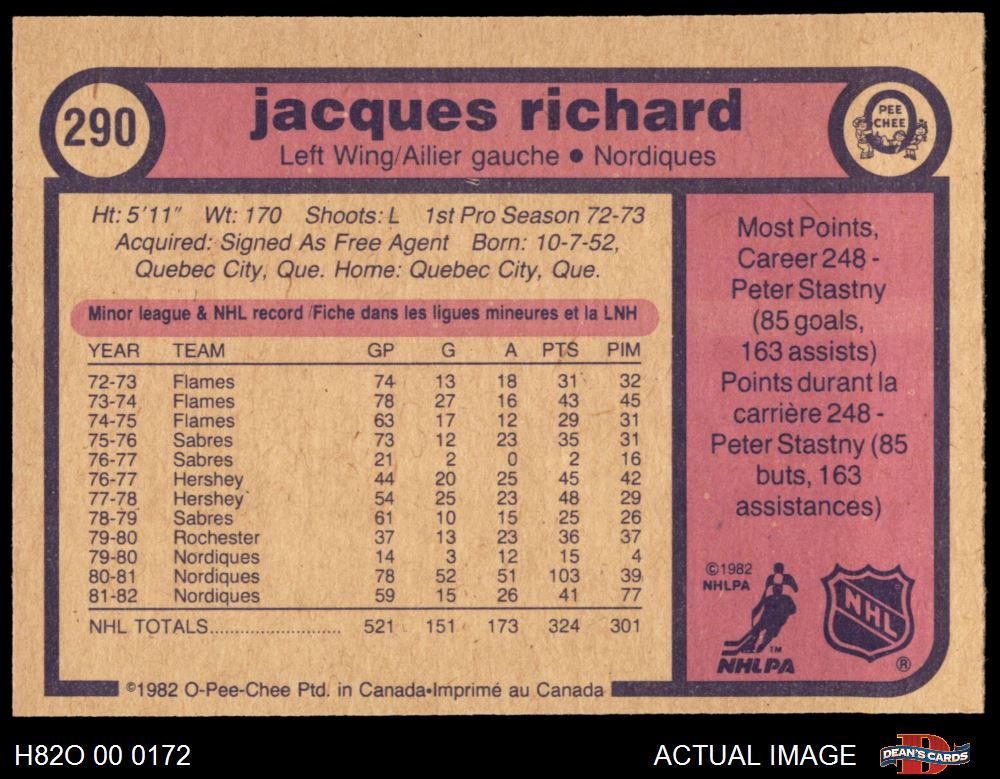 290
jacques richard
Left Wing/Ailier gauche • Nordiques
PEE
CHEE
Ht: 5'11" Wt: 170 Shoots: L 1st Pro Season 72-73
Acquired: Signed As Free Agent Born: 10-7-52,
Quebec City, Que. Home: Quebec City, Que.
Minor league & NHL record /Fiche dans les ligues mineures et la LNH
YEAR TEAM GP G A PTS PIM
72-73 Flames 74 13 18 31 32
73-74 Flames 78 27 16 43 45
74-75 Flames 63 17 12 29 31
75-76 Sabres 73 12 23 35 31
76-77 Sabres 21 2 0 2 16
76-77 Hershey 44 20 25 45 42
77-78 Hershey 54 25 23 48 29
78-79 Sabres 61 10 15 25 26
79-80 Rochester 37 13 23 36 37
79-80 Nordiques 14 3 12 15 4
80-81 Nordiques 78 52 51 103 39
81-82 Nordiques 59 15 26 41 77
NHL TOTALS........................... 521 151 173 324 301
©1982 O-Pee-Chee Ptd. in Canada•Imprimé au Canada
Most Points,
Career 248 -
Peter Stastny
(85 goals,
163 assists)
Points durant la
carrière 248 -
Peter Stastny (85
buts, 163
assistances)
©1982
NHLPA
TM
NHLPA
NHL
®
H82O 00 0172
ACTUAL IMAGE
DEAN'S CARDS